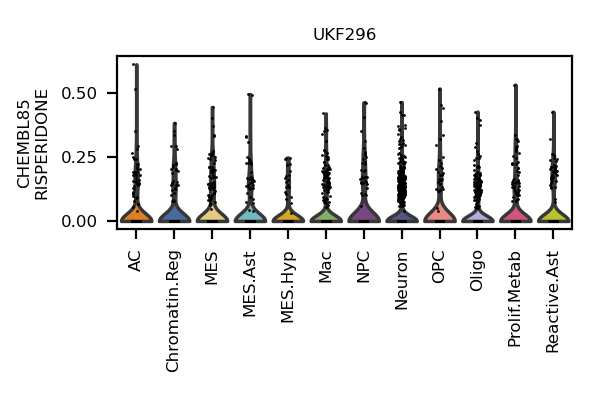 UKF296
CHEMBL85
RISPERIDONE
0.50
0.25
0.00
AC
Chromatin.Reg
MES
MES.Ast
MES.Hyp
Mac
NPC
Neuron
OPC
Oligo
Prolif.Metab
Reactive.Ast